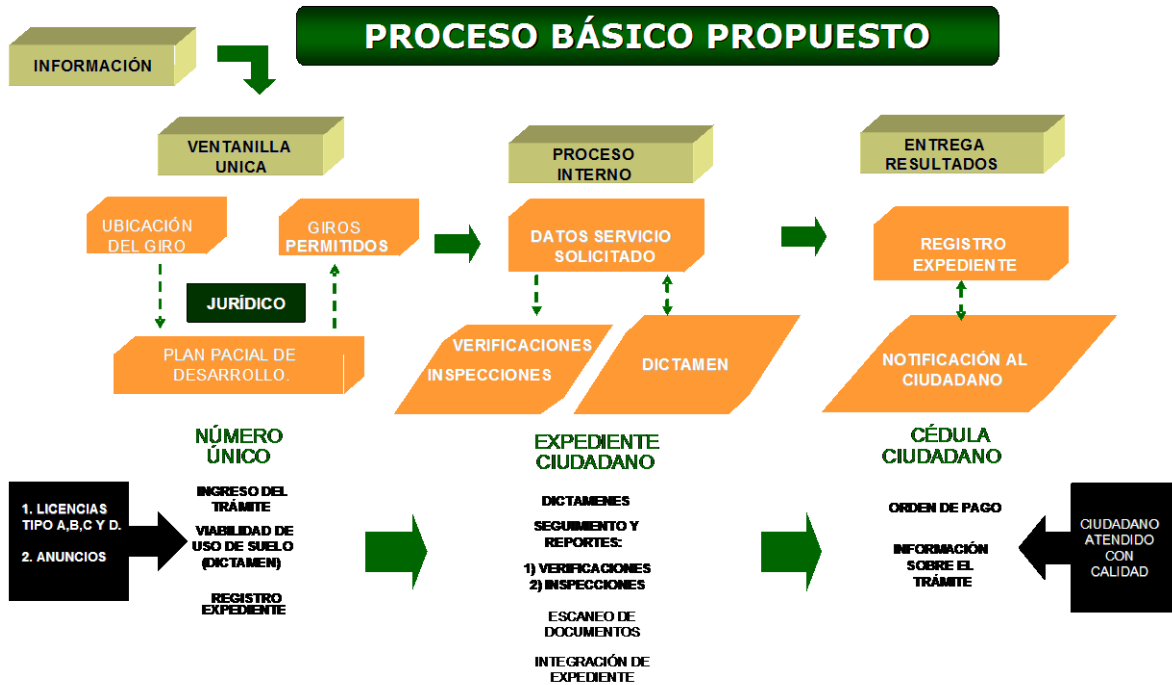 PROCESO BÁSICO PROPUESTO
INFORMACIÓN
VENTANILLA
UNICA
PROCESO
INTERNO
ENTREGA
RESULTADOS
UBICACIÓN
DEL GIRO
GIROS
PERMITIDOS
JURÍDICO
PLAN PACIAL DE
DESARROLLO.
DATOS SERVICIO
SOLICITADO
VERIFICACIONES
INSPECCIONES
DICTAMEN
REGISTRO
EXPEDIENTE
NOTIFICACIÓN AL
CIUDADANO
NÚMERO
ÚNICO
EXPEDIENTE
CIUDADANO
CÉDULA
CIUDADANO
1. LICENCIAS
TIPO A,B,C Y D.
2. ANUNCIOS
INGRESO DEL
TRÁMITE
VIABILIDAD DE
USO DE SUELO
(DICTAMEN)
REGISTRO
EXPEDIENTE
DICTAMENES
SEGUIMIENTO Y
REPORTES:
1) VERIFICACIONES
2) INSPECCIONES
ESCANEO DE
DOCUMENTOS
INTEGRACIÓN DE
EXPEDIENTE
ORDEN DE PAGO
INFORMACIÓN
SOBRE EL
TRÁMITE
CIUDADANO
ATENDIDO
CON
CALIDAD